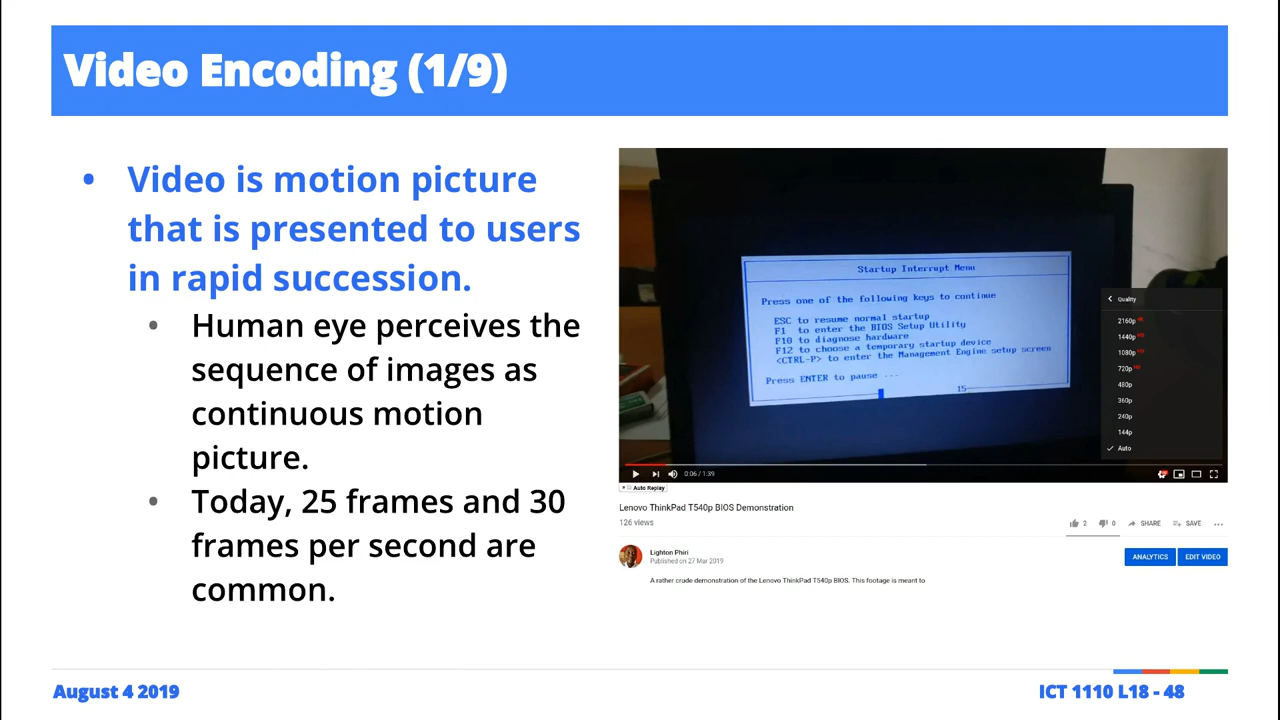 Video Encoding (1/9)
• Video is motion picture
that is presented to users
in rapid succession.
• Human eye perceives the
sequence of images as
continuous motion
picture.
• Today, 25 frames and 30
frames per second are
common.
Startup Interrupt Menu
Press one of the following keys to continue
ESC to resume normal startup
F1 to enter the BIOS Setup Utility
F10 to diagnose hardware
F12 to choose a temporary startup device
<CTRL-P> to enter the Management Engine setup screen
Press ENTER to pause ...
15
Quality
2160p 4K
1440p HD
1080p HD
720p HD
480p
360p
240p
144p
Auto
0:06 / 1:39
Auto Replay
Lenovo ThinkPad T540p BIOS Demonstration
126 views
2 0 SHARE SAVE ...
Lighton Phiri
Published on 27 Mar 2019
ANALYTICS EDIT VIDEO
A rather crude demonstration of the Lenovo ThinkPad T540p BIOS. This footage is meant to
August 4 2019
ICT 1110 L18 - 48